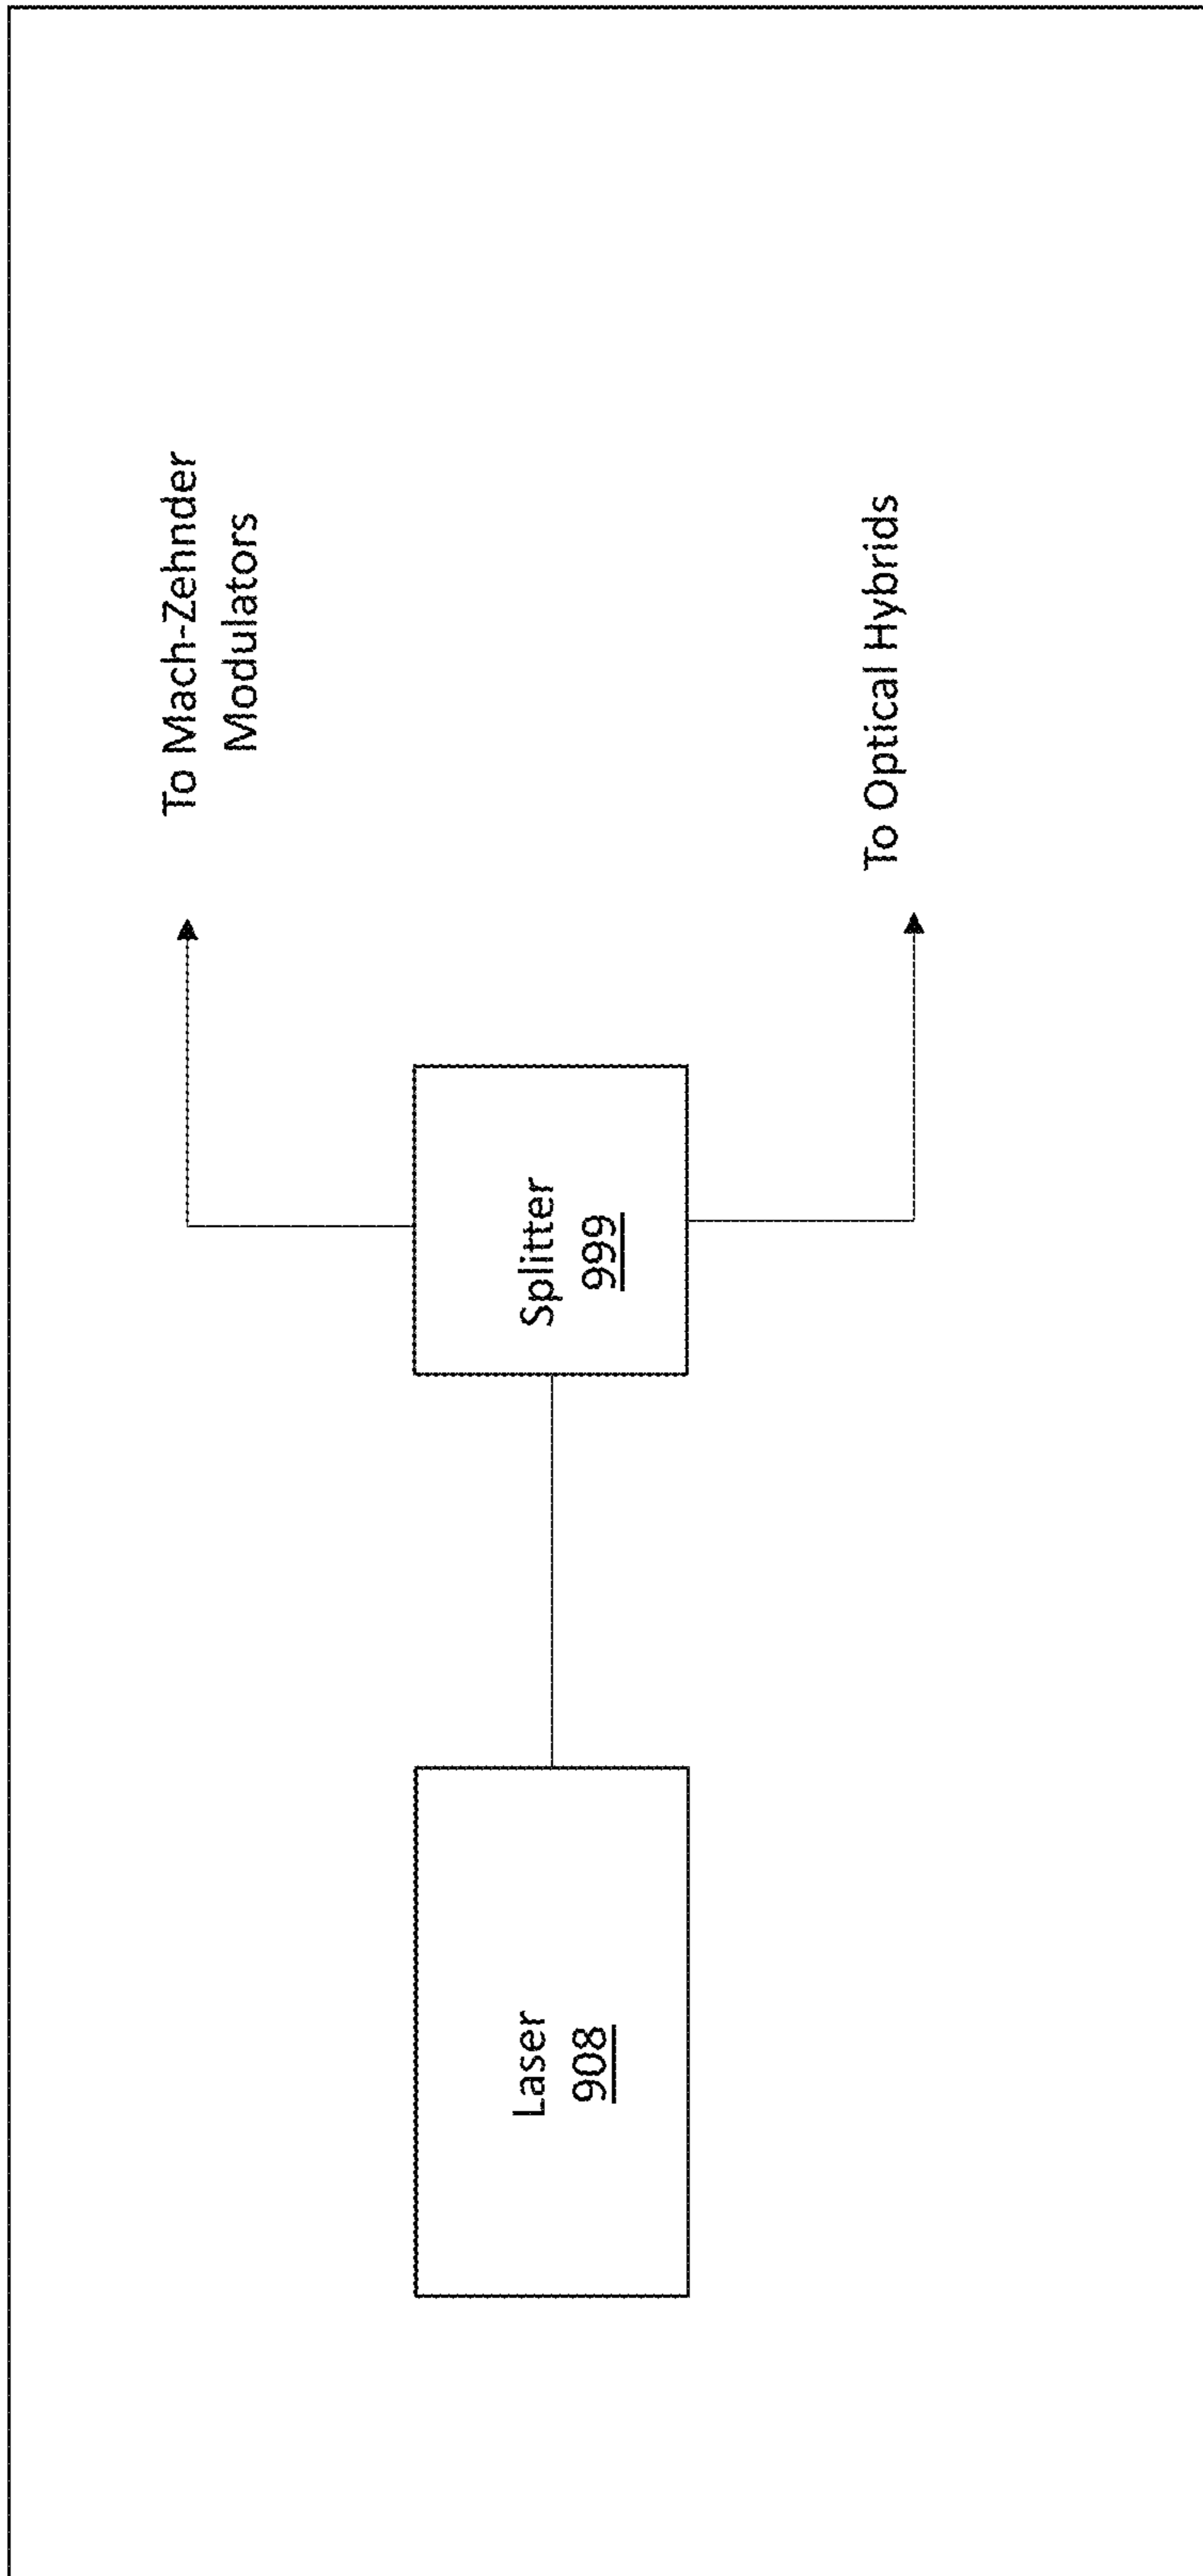 Laser
908
Splitter
999
To Mach-Zehnder
Modulators
To Optical Hybrids